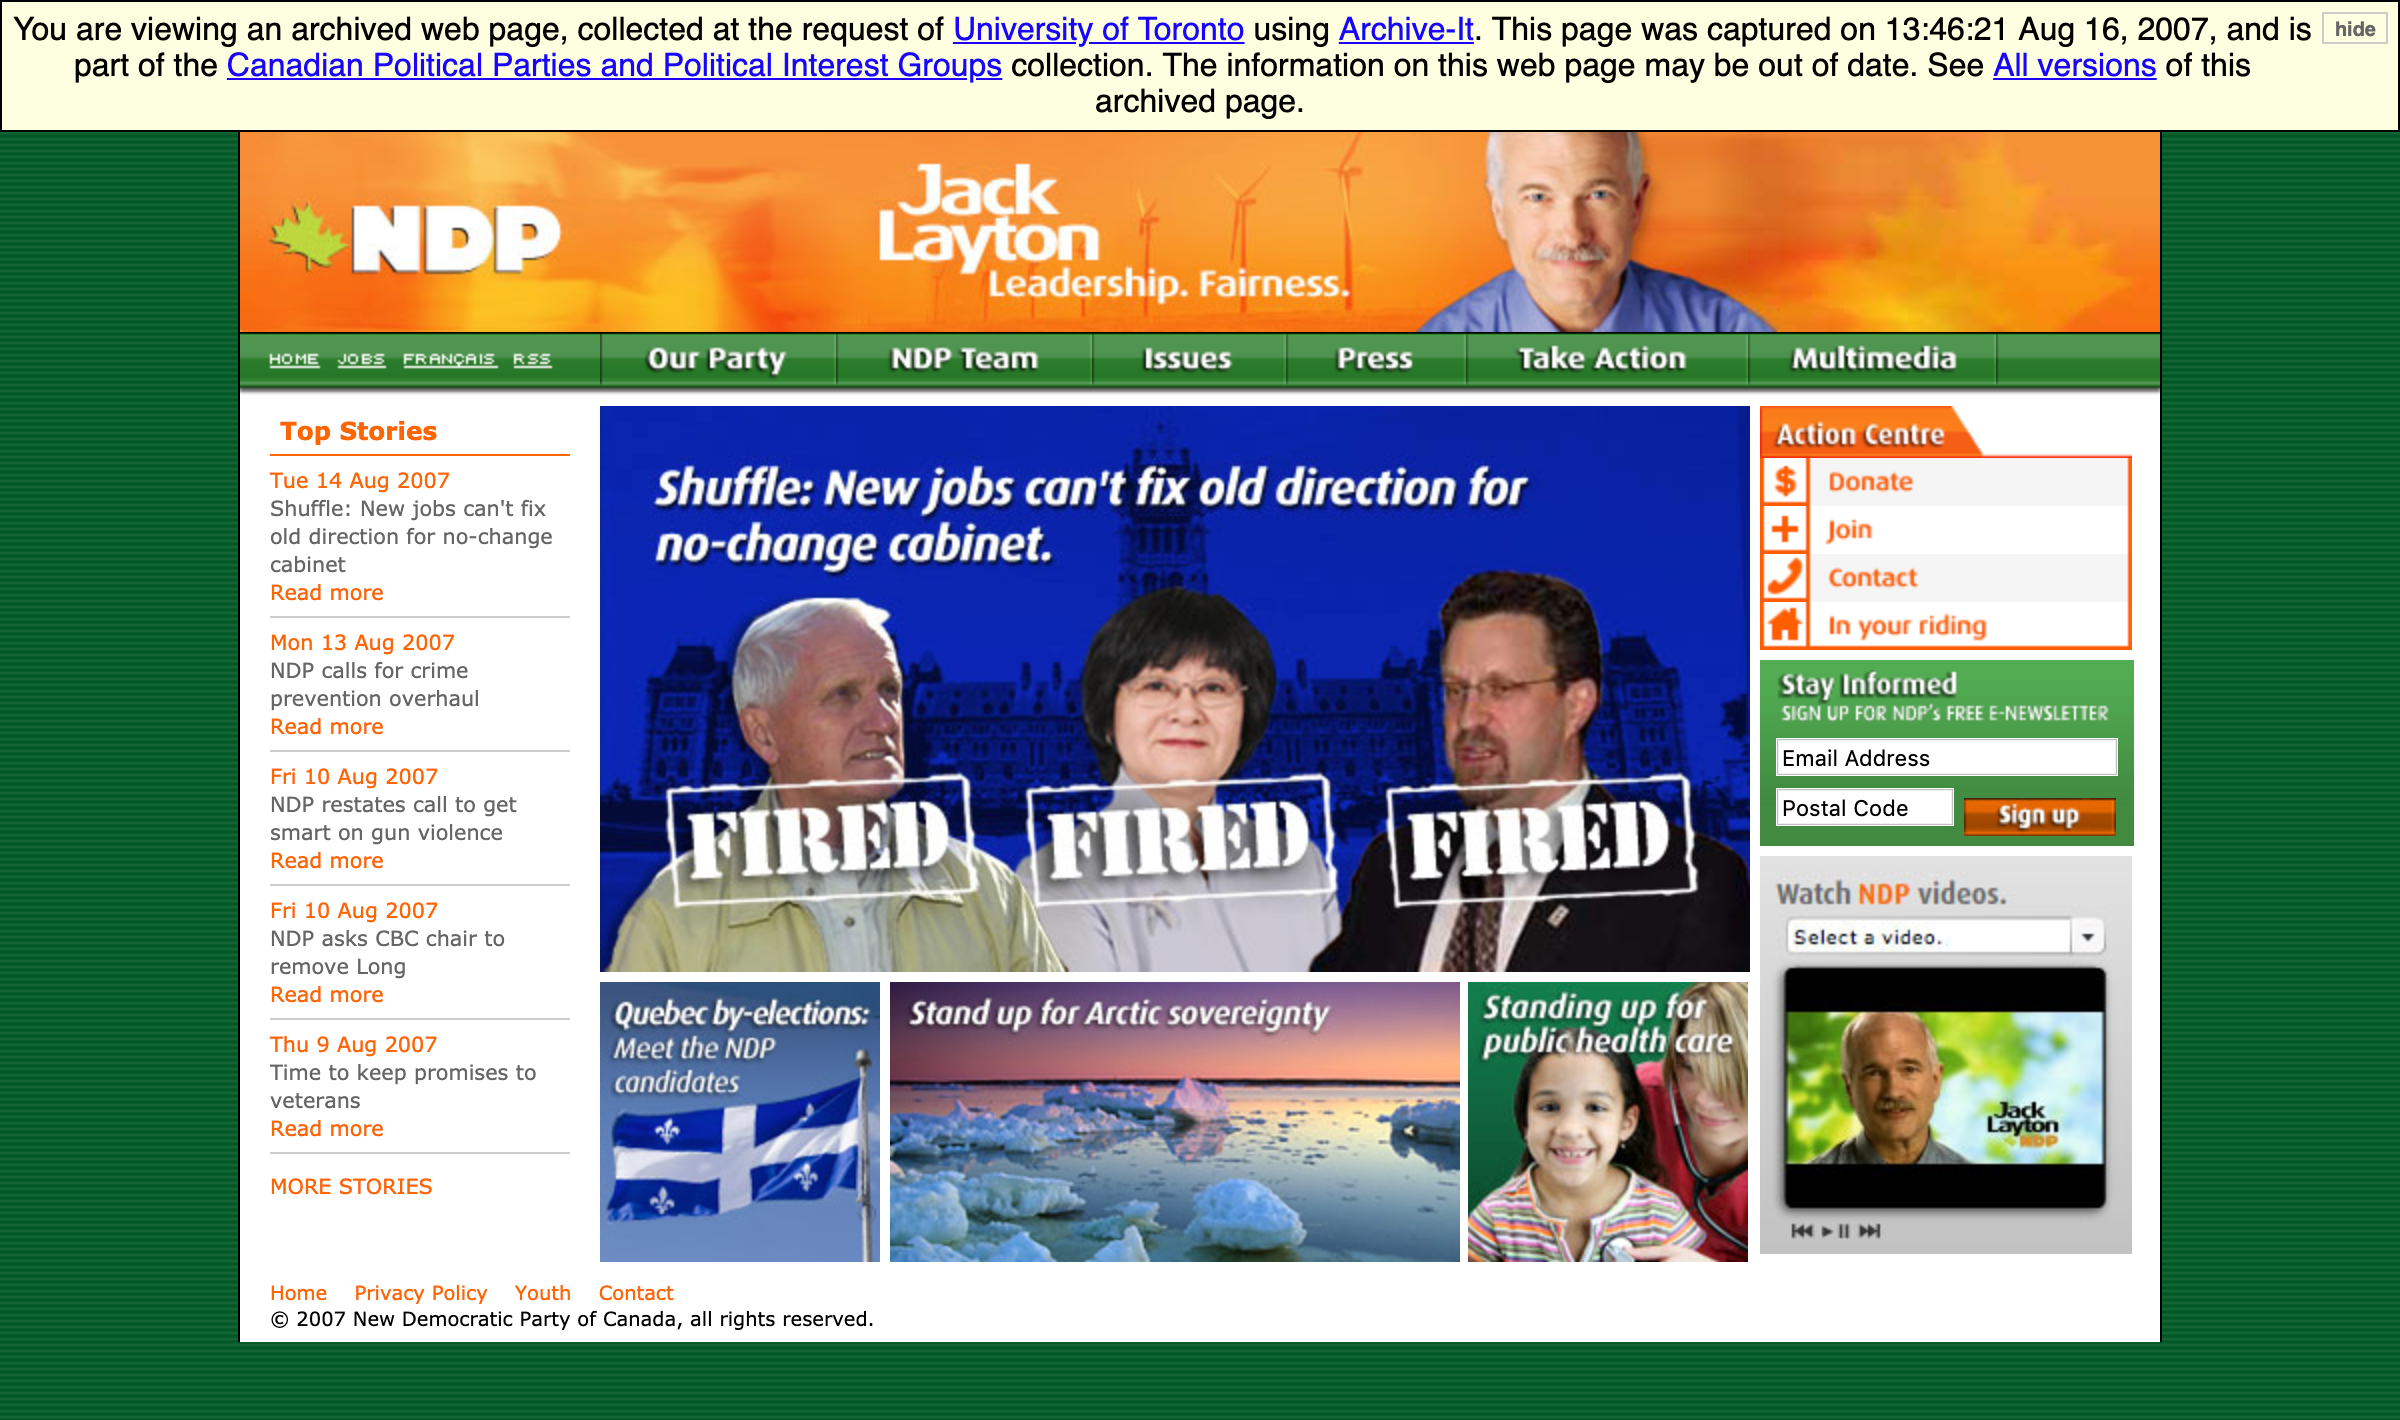 You are viewing an archived web page, collected at the request of University of Toronto using Archive-It. This page was captured on 13:46:21 Aug 16, 2007, and is
part of the Canadian Political Parties and Political Interest Groups collection. The information on this web page may be out of date. See All versions of this
archived page.
hide
NDP
Jack
Layton
Leadership. Fairness.
HOME JOBS FRANÇAIS RSS
Our Party NDP Team Issues Press Take Action Multimedia
Top Stories
Tue 14 Aug 2007
Shuffle: New jobs can't fix
old direction for no-change
cabinet
Read more
Mon 13 Aug 2007
NDP calls for crime
prevention overhaul
Read more
Fri 10 Aug 2007
NDP restates call to get
smart on gun violence
Read more
Fri 10 Aug 2007
NDP asks CBC chair to
remove Long
Read more
Thu 9 Aug 2007
Time to keep promises to
veterans
Read more
MORE STORIES
Shuffle: New jobs can't fix old direction for
no-change cabinet.
FIRED FIRED FIRED
Quebec by-elections:
Meet the NDP
candidates
Stand up for Arctic sovereignty
Standing up for
public health care
Action Centre
$ Donate
Join
Contact
In your riding
Stay Informed
SIGN UP FOR NDP's FREE E-NEWSLETTER
Email Address
Postal Code
Sign up
Watch NDP videos.
Select a video.
Jack
Layton
NDP
Home Privacy Policy Youth Contact
© 2007 New Democratic Party of Canada, all rights reserved.